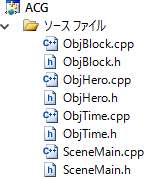 ACG
ソース ファイル
ObjBlock.cpp
ObjBlock.h
ObjHero.cpp
ObjHero.h
ObjTime.cpp
ObjTime.h
SceneMain.cpp
SceneMain.h